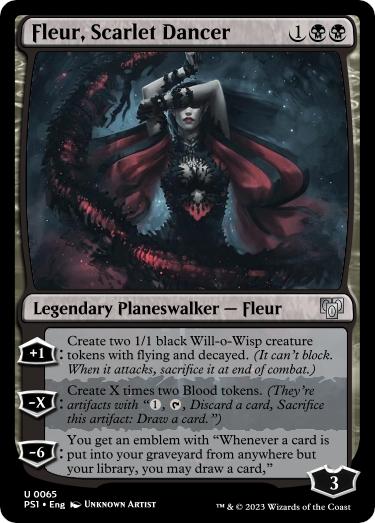 Fleur, Scarlet Dancer 1
Legendary Planeswalker — Fleur
+1 : Create two 1/1 black Will-o-Wisp creature
tokens with flying and decayed. (It can't block.
When it attacks, sacrifice it at end of combat.)
-X : Create X times two Blood tokens. (They're
artifacts with “1, , Discard a card, Sacrifice
this artifact: Draw a card.”)
-6 : You get an emblem with “Whenever a card is
put into your graveyard from anywhere but
your library, you may draw a card,”
3
U 0065
PS1 • Eng Unknown Artist
™ & © 2023 Wizards of the Coast